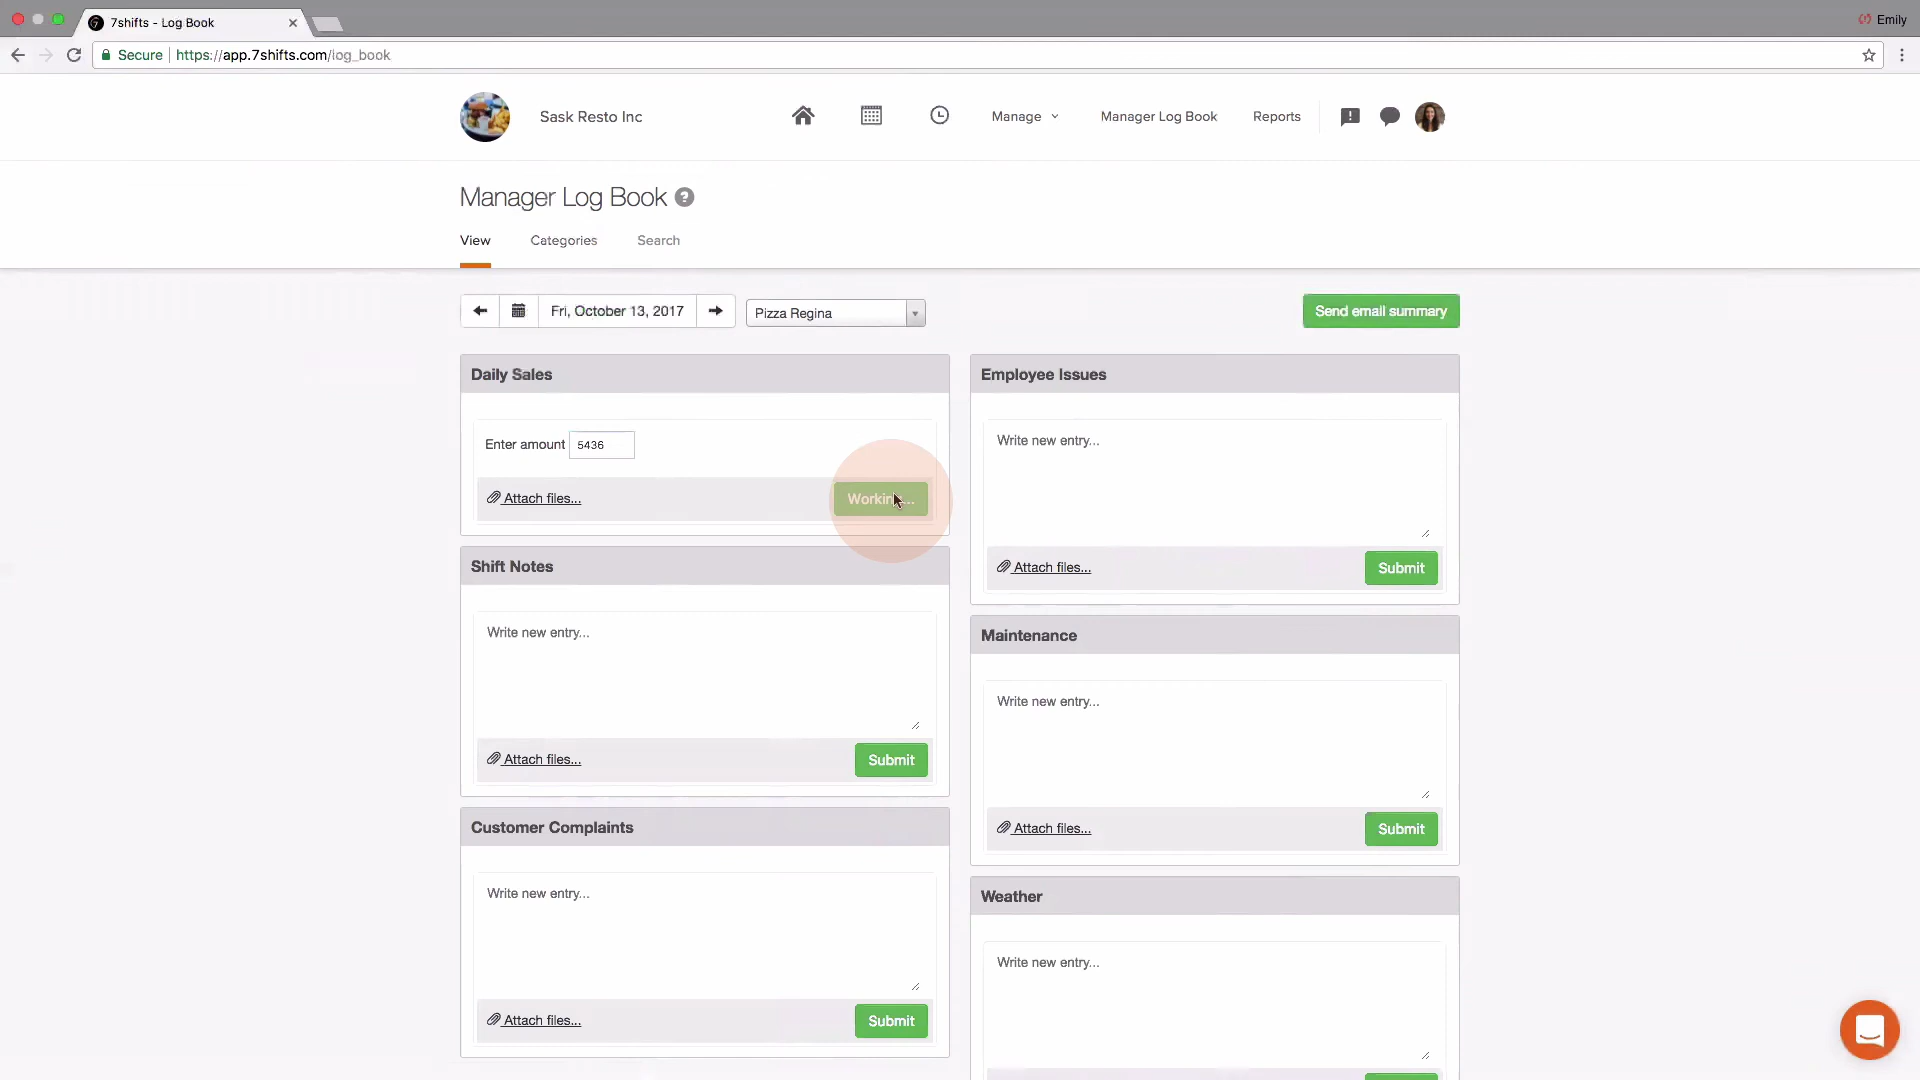 7shifts - Log Book
Emily
Secure https://app.7shifts.com/log_book
Sask Resto Inc
Manage
Manager Log Book
Reports
Manager Log Book ?
View
Categories
Search
Fri, October 13, 2017
Pizza Regina
Send email summary
Daily Sales
Enter amount 5436
Attach files...
Shift Notes
Write new entry...
Attach files...
Submit
Customer Complaints
Write new entry...
Attach files...
Submit
Employee Issues
Write new entry...
Attach files...
Submit
Maintenance
Write new entry...
Attach files...
Submit
Weather
Write new entry...